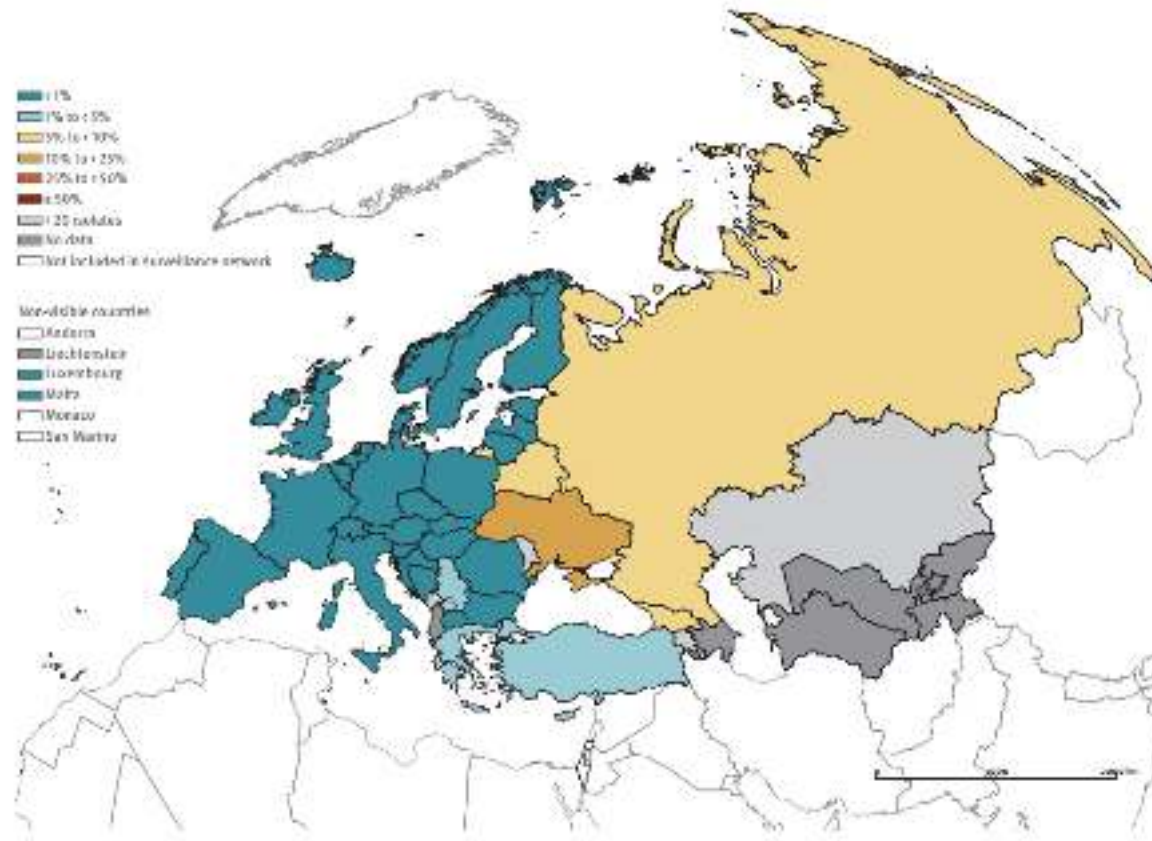 < 1%
1% to < 5%
5% to < 10%
10% to < 25%
25% to < 50%
≥ 50%
< 20 isolates
No data
Not included in surveillance network
Non-visible countries
Andorra
Liechtenstein
Luxembourg
Malta
Monaco
San Marino